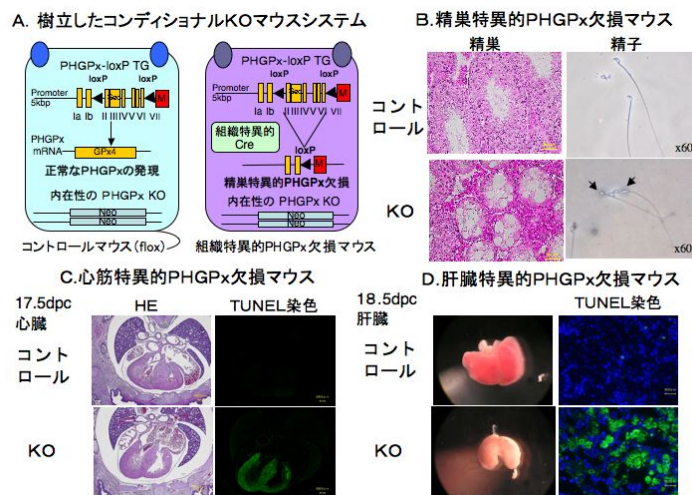 A. 樹立したコンディショナルKOマウスシステム
PHGPx-loxP TG
loxP
loxP
Promoter
5kbp
M
Ia Ib II III IV V VI VII
PHGPx
mRNA
GPx4
正常なPHGPxの発現
内在性の PHGPx KO
Neo
Neo
コントロールマウス(flox)
PHGPx-loxP TG
loxP
loxP
Promoter
5kbp
M
Ia Ib II III IV V VI VII
組織特異的
Cre
loxP
M
精巣特異的PHGPx欠損
内在性の PHGPx KO
Neo
Neo
組織特異的PHGPx欠損マウス
B.精巣特異的PHGPx欠損マウス
精巣 精子
コント
ロール
x60
KO
x60
C.心筋特異的PHGPx欠損マウス
17.5dpc
心臓
HE TUNEL染色
コント
ロール
KO
D.肝臓特異的PHGPx欠損マウス
18.5dpc
肝臓
TUNEL染色
コント
ロール
KO